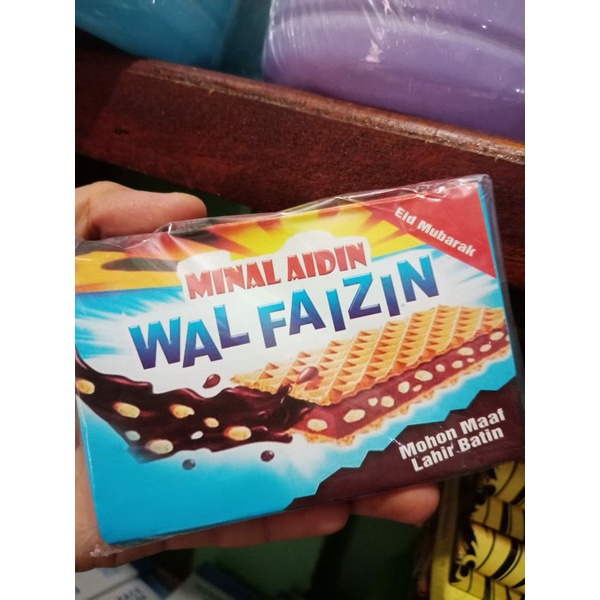 Eid Mubarak
MINAL AIDIN
WAL FAIZIN
Mohon Maaf
Lahir Batin